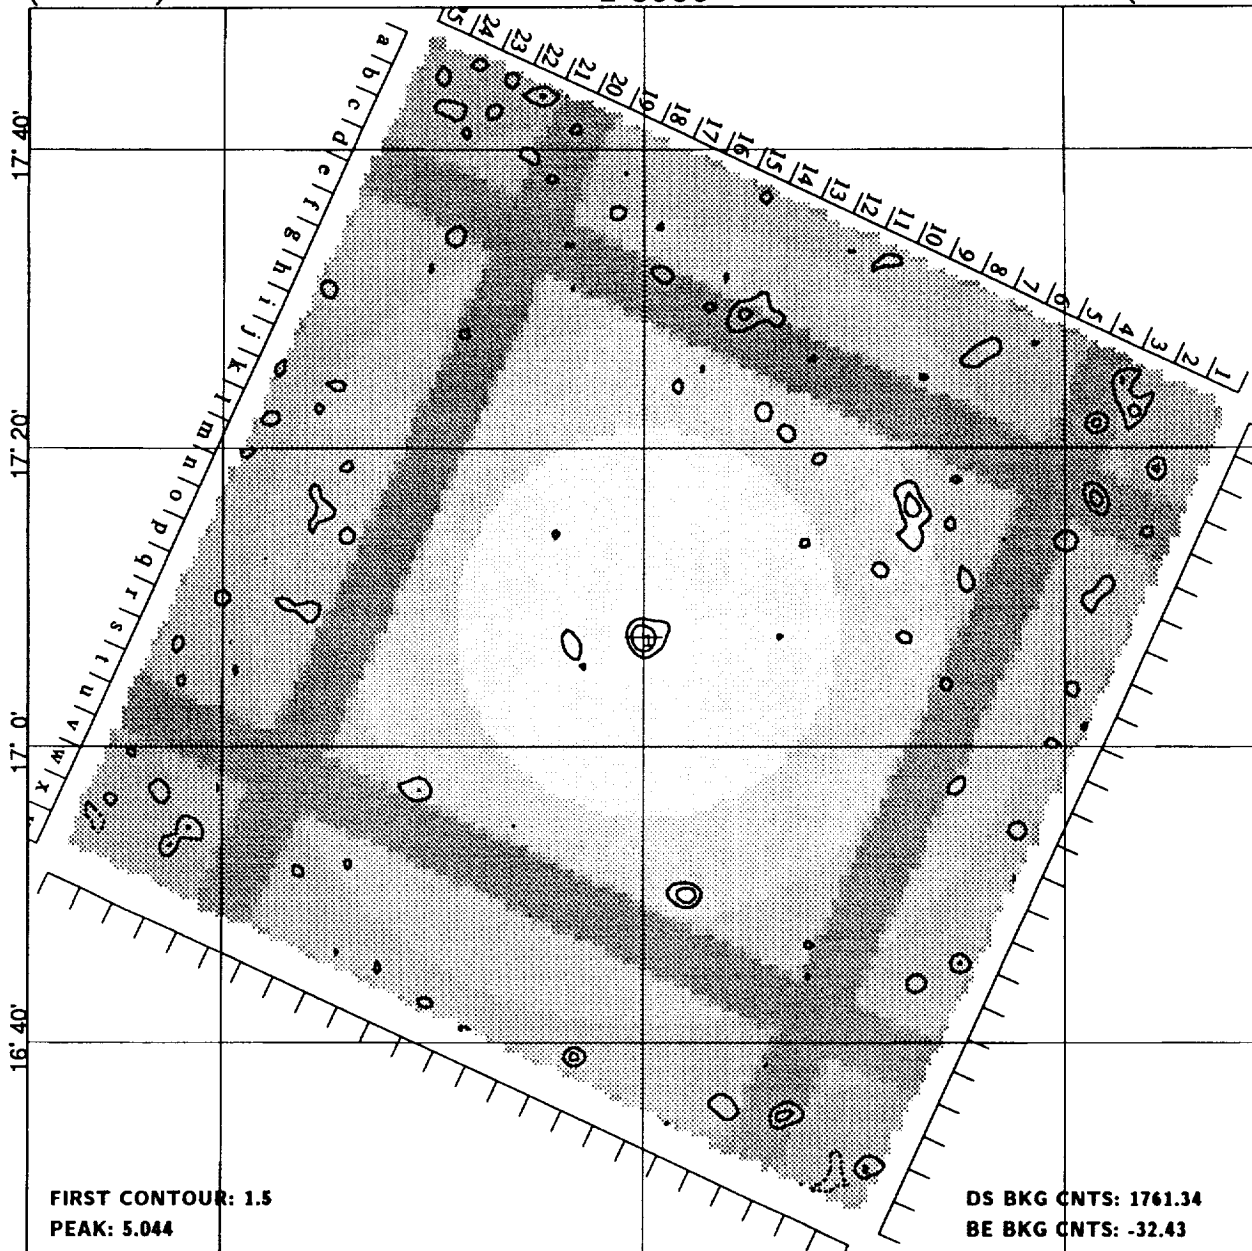 25 24 23 22 21 20 19 18 17 16 15 14 13 12 11 10 9 8 7 6 5 4 3 2 1
a b c d e f g h i j k l m n o p q r s t u v w x
17° 40'
17° 20'
17° 0'
16° 40'
FIRST CONTOUR: 1.5
PEAK: 5.044
DS BKG CNTS: 1761.34
BE BKG CNTS: -32.43